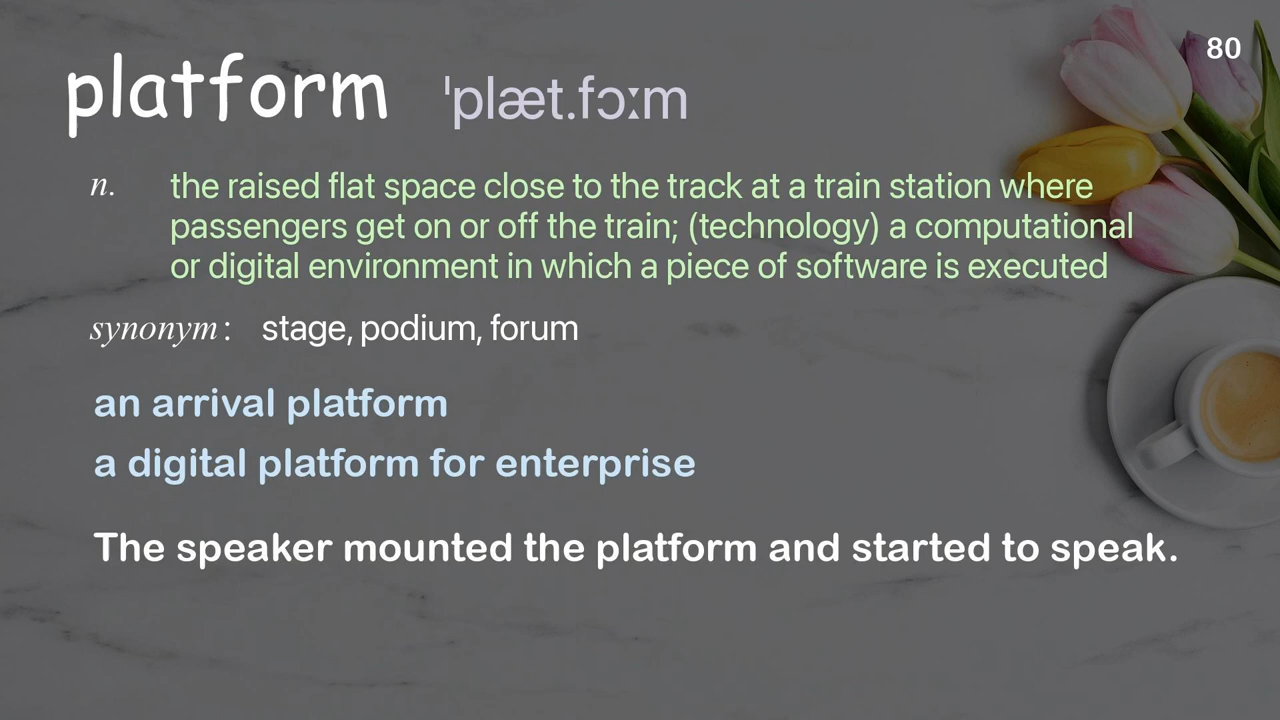 80
platform ˈplæt.fɔːm
n. the raised flat space close to the track at a train station where
passengers get on or off the train; (technology) a computational
or digital environment in which a piece of software is executed
synonym: stage, podium, forum
an arrival platform
a digital platform for enterprise
The speaker mounted the platform and started to speak.